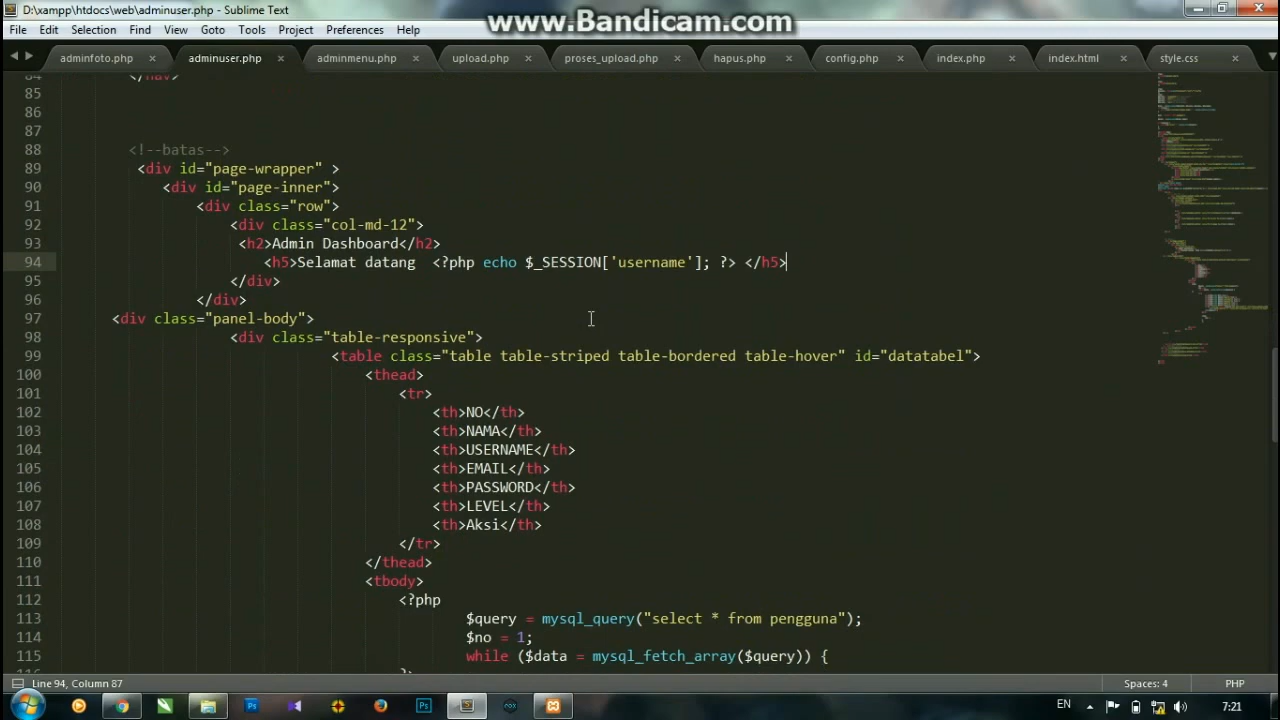 D:\xampp\htdocs\web\adminuser.php - Sublime Text
www.Bandicam.com
File Edit Selection Find View Goto Tools Project Preferences Help
adminfoto.php × adminuser.php × adminmenu.php × upload.php × proses_upload.php × hapus.php × config.php × index.php × index.html × style.css ×
84 </nav>
85
86
87
88 <!--batas-->
89 <div id="page-wrapper" >
90 <div id="page-inner">
91 <div class="row">
92 <div class="col-md-12">
93 <h2>Admin Dashboard</h2>
94 <h5>Selamat datang  <?php echo $_SESSION['username']; ?> </h5>
95 </div>
96 </div>
97 <div class="panel-body">
98 <div class="table-responsive">
99 <table class="table table-striped table-bordered table-hover" id="datatabel">
100 <thead>
101 <tr>
102 <th>NO</th>
103 <th>NAMA</th>
104 <th>USERNAME</th>
105 <th>EMAIL</th>
106 <th>PASSWORD</th>
107 <th>LEVEL</th>
108 <th>Aksi</th>
109 </tr>
110 </thead>
111 <tbody>
112 <?php
113 $query = mysql_query("select * from pengguna");
114 $no = 1;
115 while ($data = mysql_fetch_array($query)) {
116 ?>
Line 94, Column 87 Spaces: 4 PHP
EN 7:21